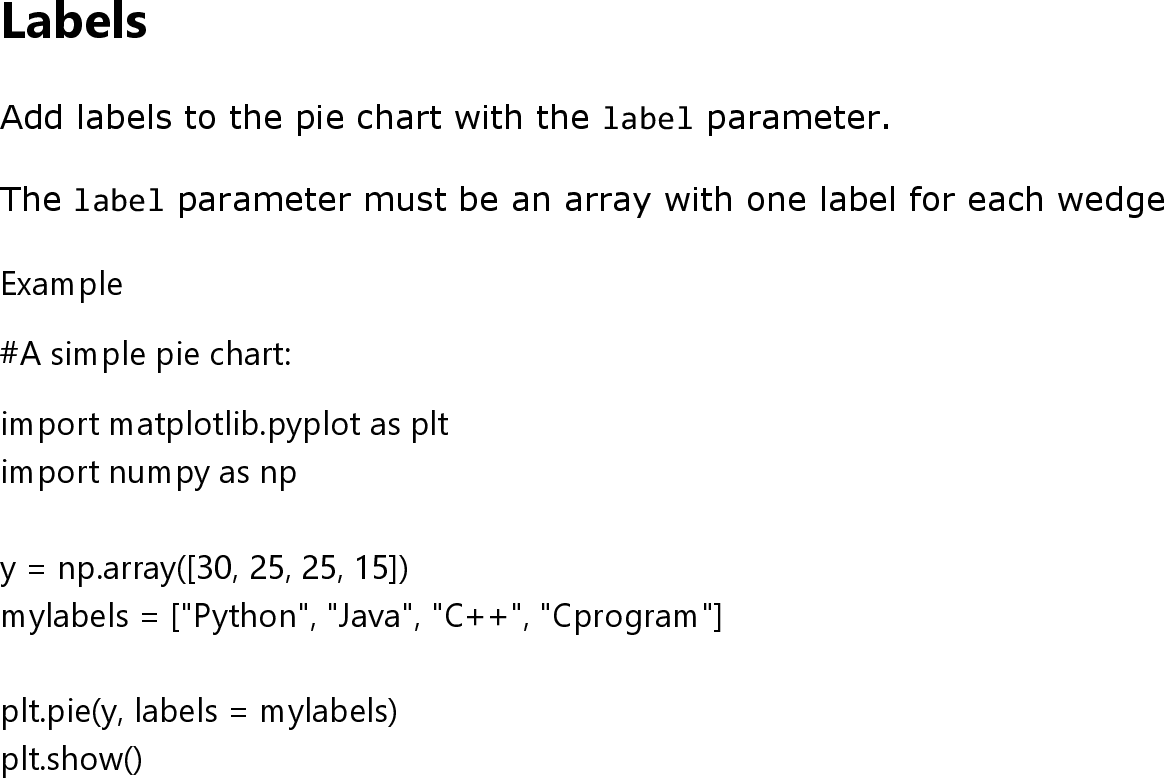 Labels
Add labels to the pie chart with the label parameter.
The label parameter must be an array with one label for each wedge
Example
#A simple pie chart:
import matplotlib.pyplot as plt
import numpy as np
y = np.array([30, 25, 25, 15])
mylabels = ["Python", "Java", "C++", "Cprogram"]
plt.pie(y, labels = mylabels)
plt.show()